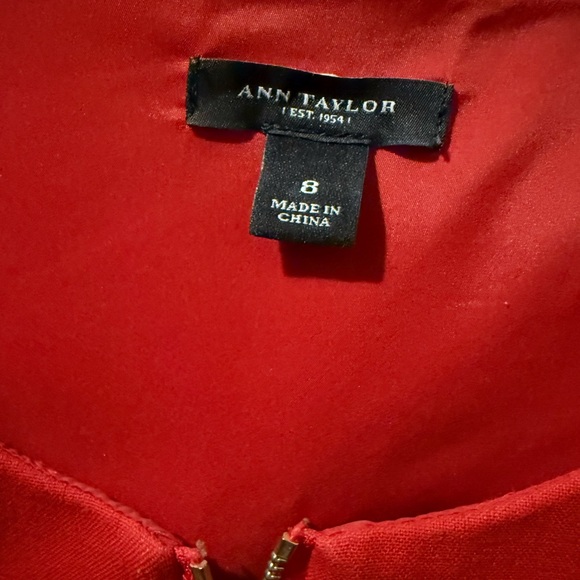 ANN TAYLOR
| EST. 1954 |
8
MADE IN
CHINA